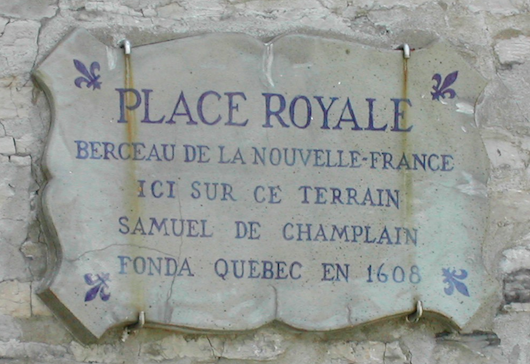 PLACE ROYALE
BERCEAU DE LA NOUVELLE-FRANCE
ICI SUR CE TERRAIN
SAMUEL DE CHAMPLAIN
FONDA QUEBEC EN 1608